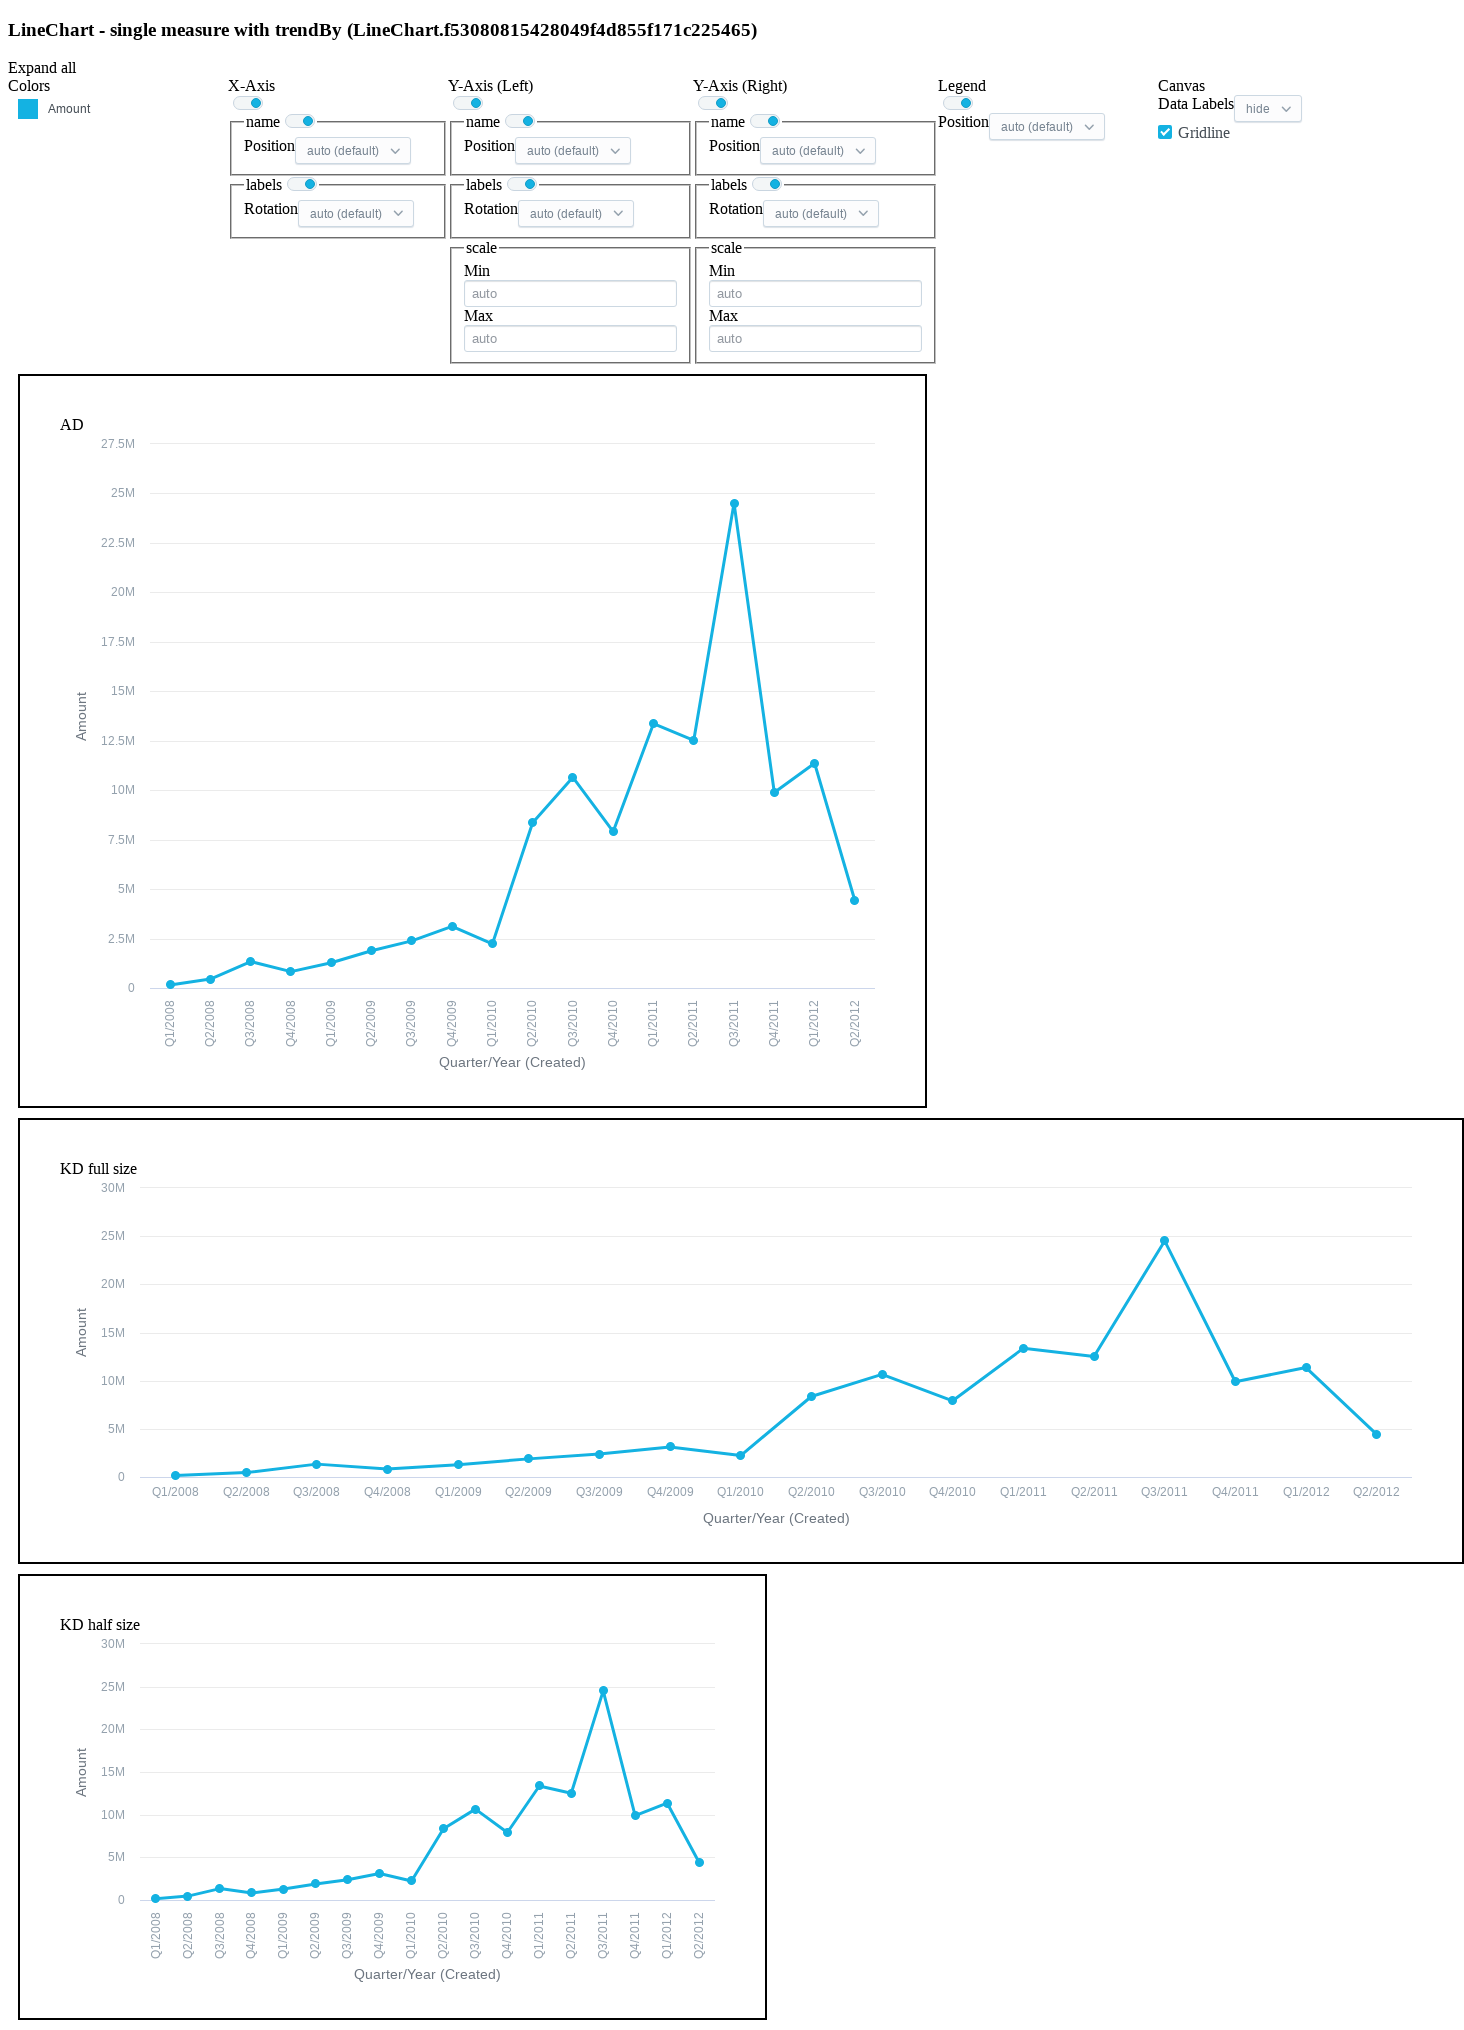 LineChart - single measure with trendBy (LineChart.f53080815428049f4d855f171c225465)
Expand all
Colors
Amount
X-Axis
name
Position auto (default)
labels
Rotation auto (default)
Y-Axis (Left)
name
Position auto (default)
labels
Rotation auto (default)
scale
Min
auto
Max
auto
Y-Axis (Right)
name
Position auto (default)
labels
Rotation auto (default)
scale
Min
auto
Max
auto
Legend
Position auto (default)
Canvas
Data Labels hide
Gridline
AD
27.5M
25M
22.5M
20M
17.5M
15M
12.5M
10M
7.5M
5M
2.5M
0
Amount
Q1/2008 Q2/2008 Q3/2008 Q4/2008 Q1/2009 Q2/2009 Q3/2009 Q4/2009 Q1/2010 Q2/2010 Q3/2010 Q4/2010 Q1/2011 Q2/2011 Q3/2011 Q4/2011 Q1/2012 Q2/2012
Quarter/Year (Created)
KD full size
30M
25M
20M
15M
10M
5M
0
Amount
Q1/2008 Q2/2008 Q3/2008 Q4/2008 Q1/2009 Q2/2009 Q3/2009 Q4/2009 Q1/2010 Q2/2010 Q3/2010 Q4/2010 Q1/2011 Q2/2011 Q3/2011 Q4/2011 Q1/2012 Q2/2012
Quarter/Year (Created)
KD half size
30M
25M
20M
15M
10M
5M
0
Amount
Q1/2008 Q2/2008 Q3/2008 Q4/2008 Q1/2009 Q2/2009 Q3/2009 Q4/2009 Q1/2010 Q2/2010 Q3/2010 Q4/2010 Q1/2011 Q2/2011 Q3/2011 Q4/2011 Q1/2012 Q2/2012
Quarter/Year (Created)